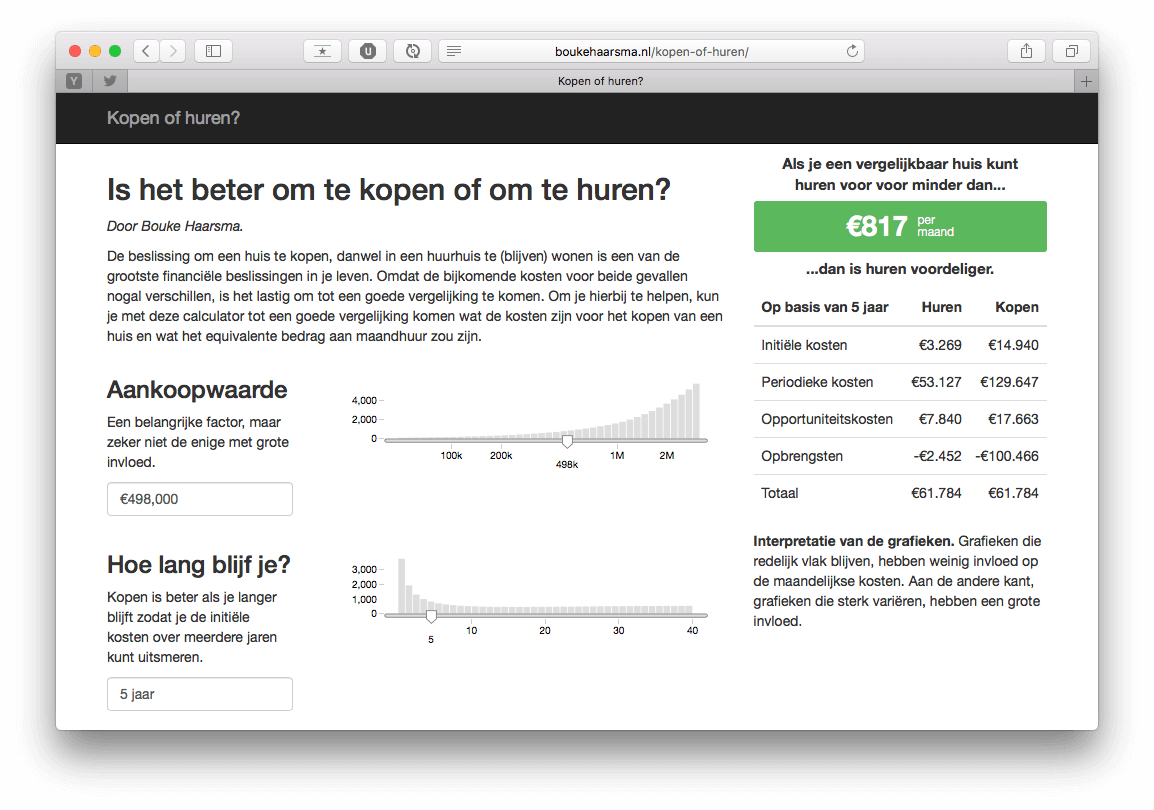 boukehaarsma.nl/kopen-of-huren/
Y
Kopen of huren?
Kopen of huren?
Is het beter om te kopen of om te huren?
Door Bouke Haarsma.
De beslissing om een huis te kopen, danwel in een huurhuis te (blijven) wonen is een van de
grootste financiële beslissingen in je leven. Omdat de bijkomende kosten voor beide gevallen
nogal verschillen, is het lastig om tot een goede vergelijking te komen. Om je hierbij te helpen, kun
je met deze calculator tot een goede vergelijking komen wat de kosten zijn voor het kopen van een
huis en wat het equivalente bedrag aan maandhuur zou zijn.
Aankoopwaarde
Een belangrijke factor, maar
zeker niet de enige met grote
invloed.
€498,000
4,000
2,000
0
100k 200k 1M 2M
498k
Hoe lang blijf je?
Kopen is beter als je langer
blijft zodat je de initiële
kosten over meerdere jaren
kunt uitsmeren.
5 jaar
3,000
2,000
1,000
0
10 20 30 40
5
Als je een vergelijkbaar huis kunt
huren voor voor minder dan...
€817 per
maand
...dan is huren voordeliger.
Op basis van 5 jaar Huren Kopen
Initiële kosten €3.269 €14.940
Periodieke kosten €53.127 €129.647
Opportuniteitskosten €7.840 €17.663
Opbrengsten -€2.452 -€100.466
Totaal €61.784 €61.784
Interpretatie van de grafieken. Grafieken die
redelijk vlak blijven, hebben weinig invloed op
de maandelijkse kosten. Aan de andere kant,
grafieken die sterk variëren, hebben een grote
invloed.